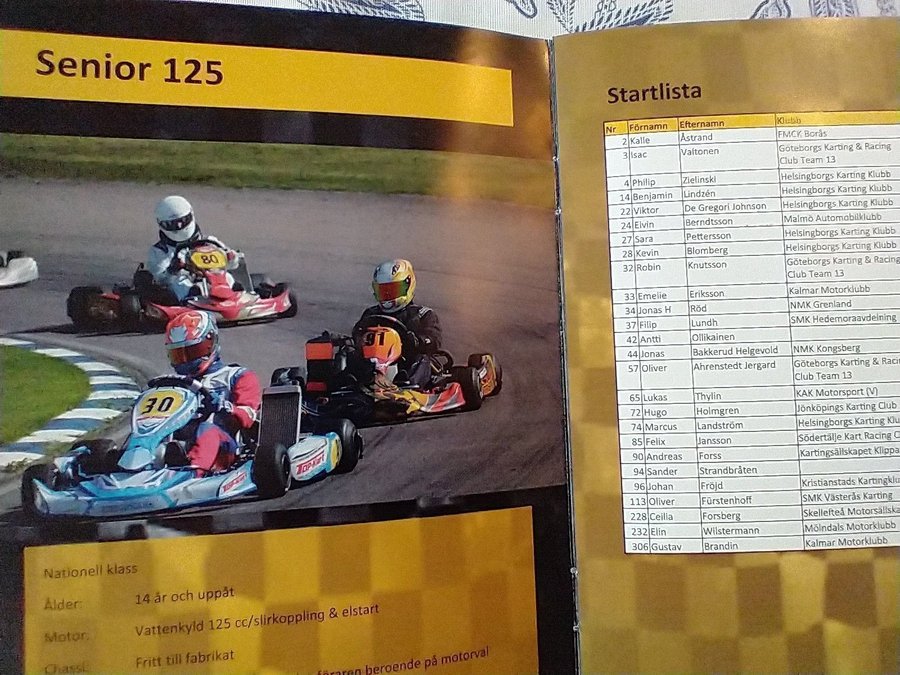 Senior 125
80
91
30
TOPKART
TOPKART
Nationell klass
Ålder: 14 år och uppåt
Motor: Vattenkyld 125 cc/slirkoppling & elstart
Chassi: Fritt till fabrikat
föraren beroende på motorval
Startlista
Nr Förnamn Efternamn Klubb
2 Kalle Åstrand FMCK Borås
3 Isac Valtonen Göteborgs Karting & Racing
Club Team 13
4 Philip Zielinski Helsingborgs Karting Klubb
14 Benjamin Lindzén Helsingborgs Karting Klubb
22 Viktor De Gregori Johnson Helsingborgs Karting Klubb
24 Elvin Berndtsson Malmö Automobilklubb
27 Sara Pettersson Helsingborgs Karting Klubb
28 Kevin Blomberg Helsingborgs Karting Klubb
32 Robin Knutsson Göteborgs Karting & Racing
Club Team 13
33 Emelie Eriksson Kalmar Motorklubb
34 Jonas H Röd NMK Grenland
37 Filip Lundh SMK Hedemoraavdelning
42 Antti Ollikainen
44 Jonas Bakkerud Helgevold NMK Kongsberg
57 Oliver Ahrenstedt Jergard Göteborgs Karting & Raci
Club Team 13
65 Lukas Thylin KAK Motorsport (V)
72 Hugo Holmgren Jönköpings Karting Club
74 Marcus Landström Helsingborgs Karting Kl
85 Felix Jansson Södertälje Kart Racing C
90 Andreas Forss Kartingsällskapet Klippa
94 Sander Strandbråten
96 Johan Fröjd Kristianstads Kartingklu
113 Oliver Fürstenhoff SMK Västerås Karting
228 Ceilia Forsberg Skellefteå Motorsällska
232 Elin Wilstermann Mölndals Motorklubb
306 Gustav Brandin Kalmar Motorklubb